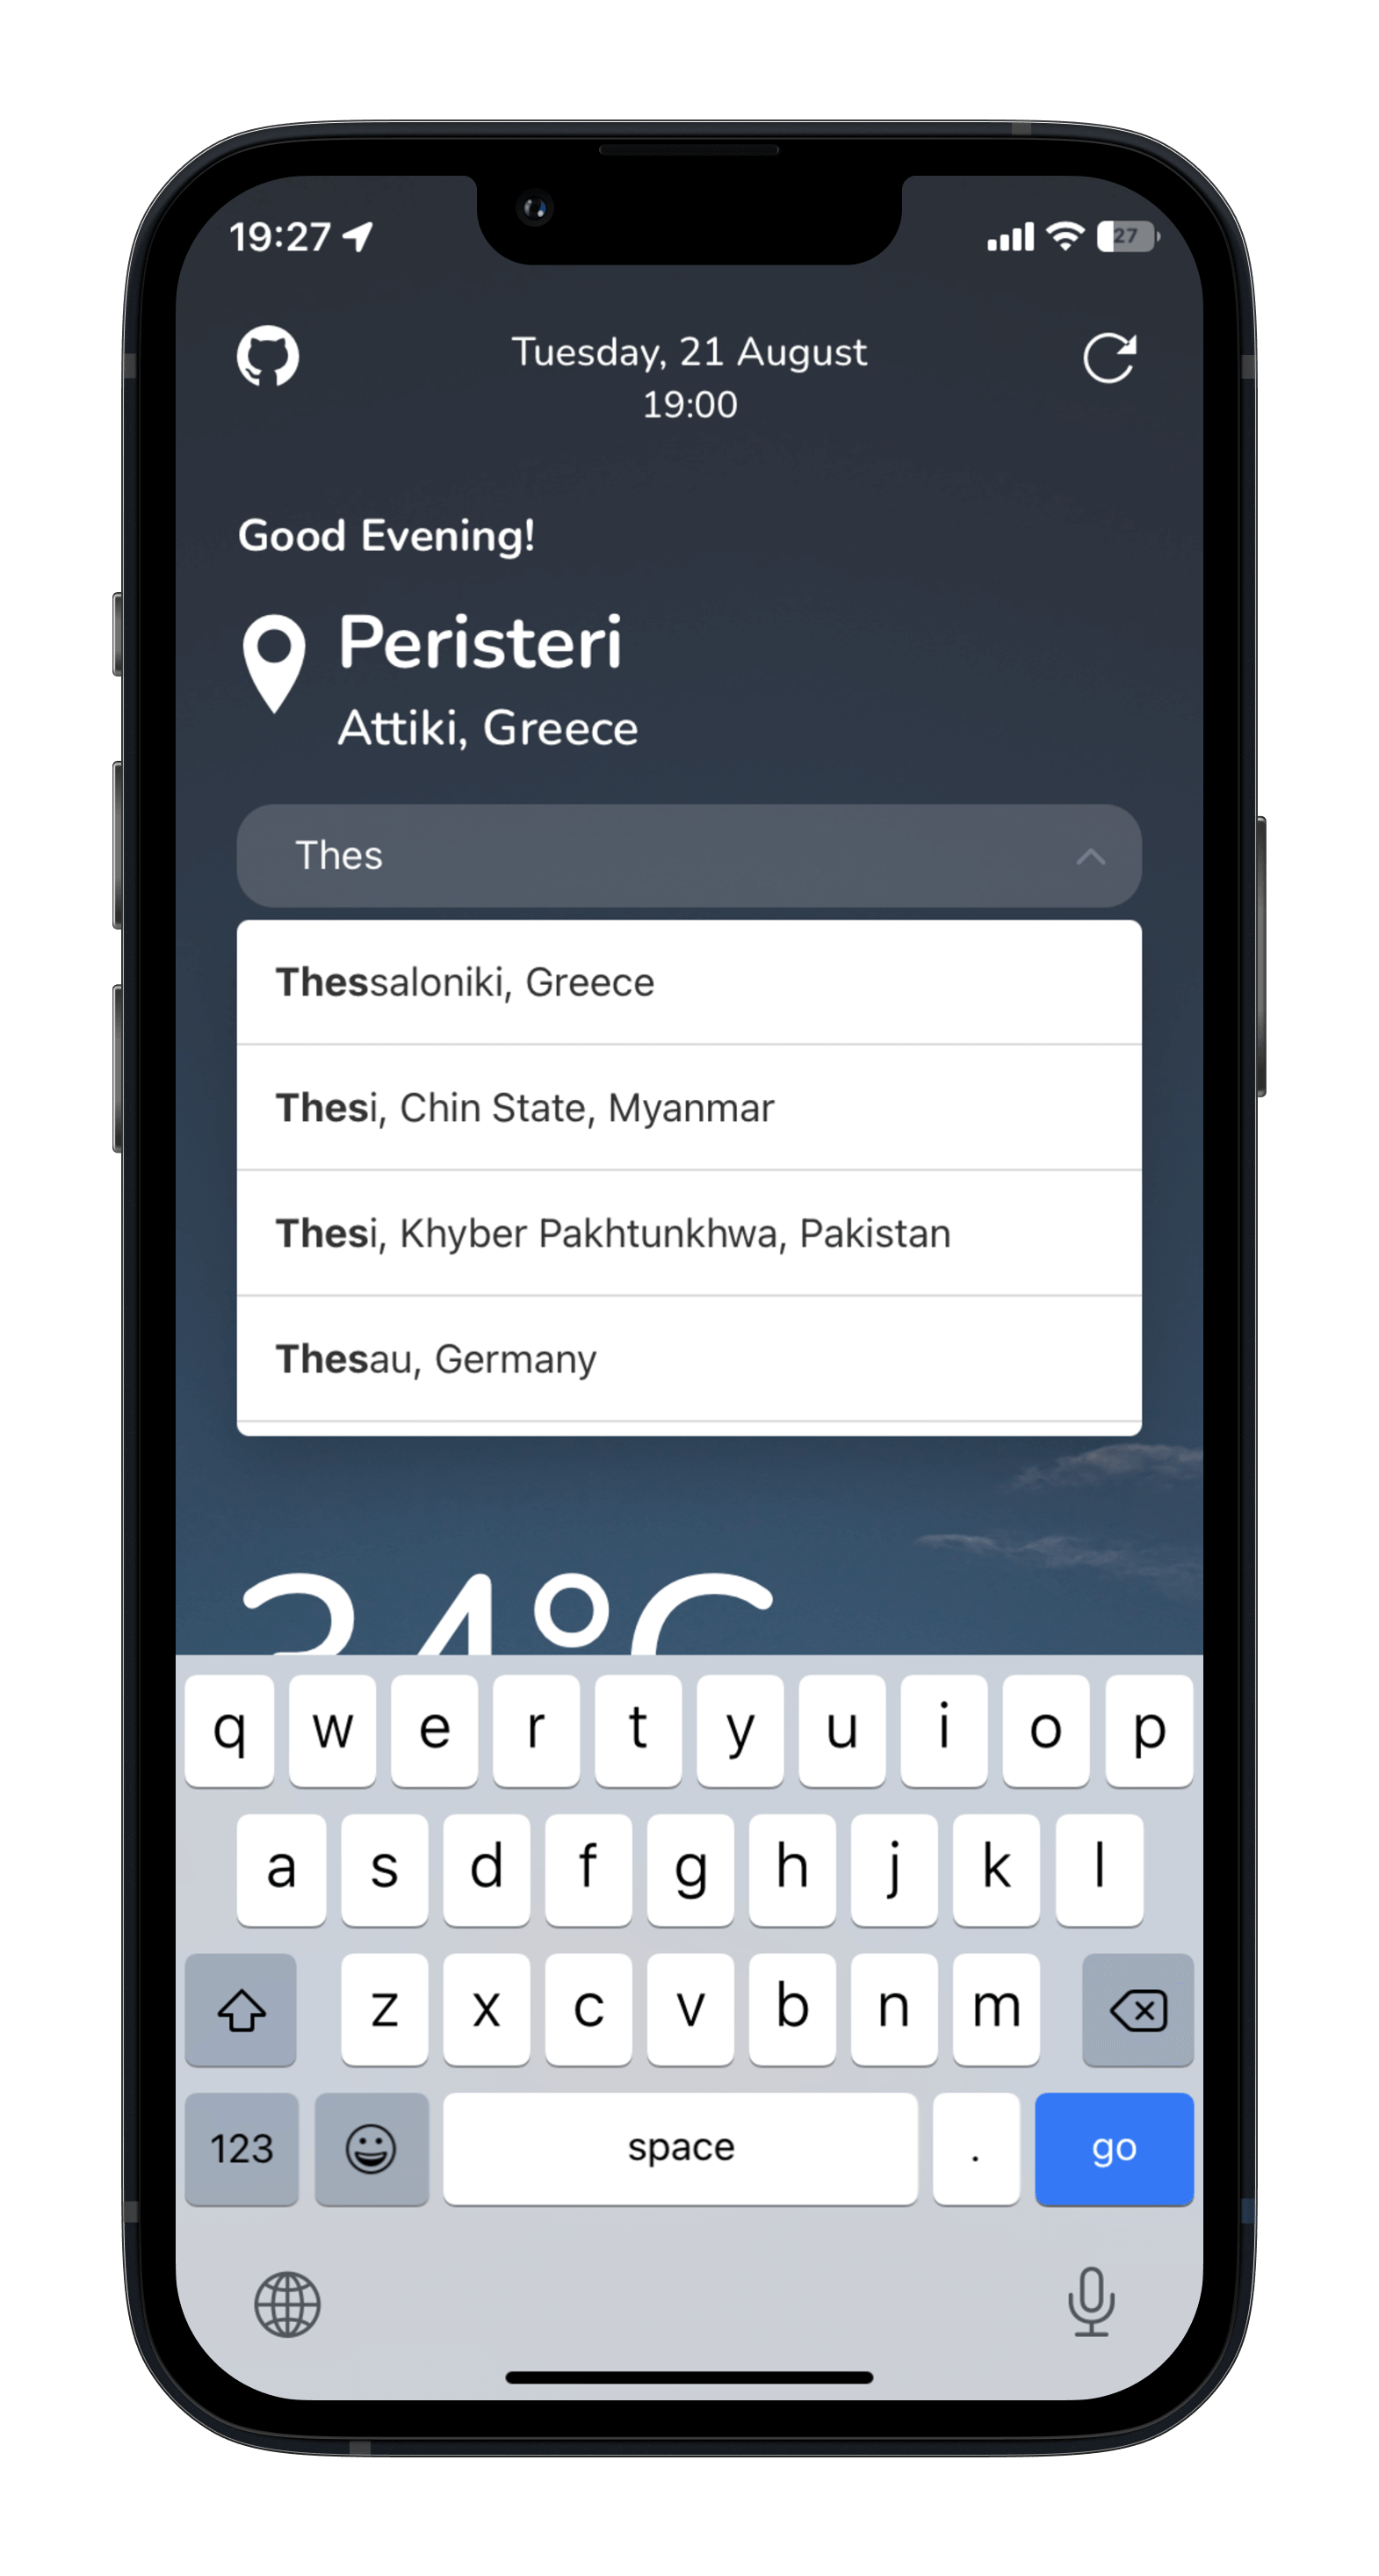 19:27
27
Tuesday, 21 August
19:00
Good Evening!
Peristeri
Attiki, Greece
Thes
Thessaloniki, Greece
Thesi, Chin State, Myanmar
Thesi, Khyber Pakhtunkhwa, Pakistan
Thesau, Germany
q w e r t y u i o p
a s d f g h j k l
z x c v b n m
123 space . go